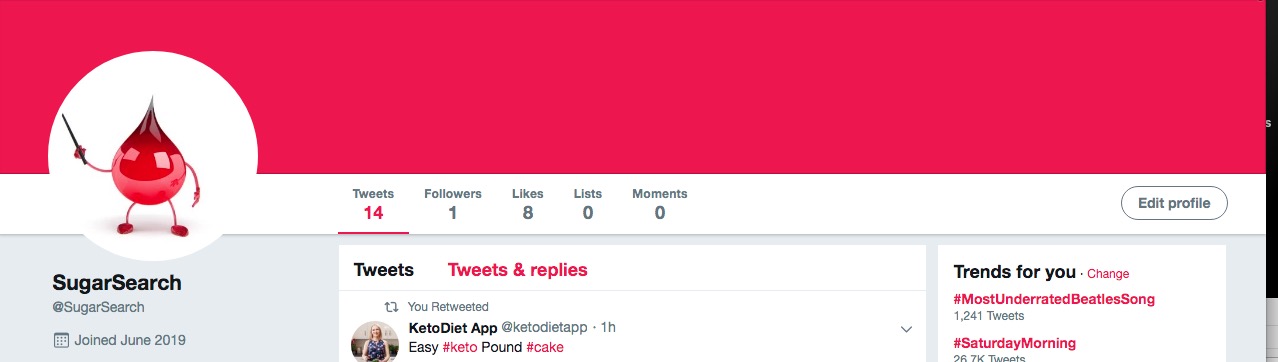 Tweets
14
Followers
1
Likes
8
Lists
0
Moments
0
Edit profile
SugarSearch
@SugarSearch
Joined June 2019
Tweets Tweets & replies
You Retweeted
KetoDiet App @ketodietapp · 1h
Easy #keto Pound #cake
Trends for you · Change
#MostUnderratedBeatlesSong
1,241 Tweets
#SaturdayMorning
26.7K Tweets
s